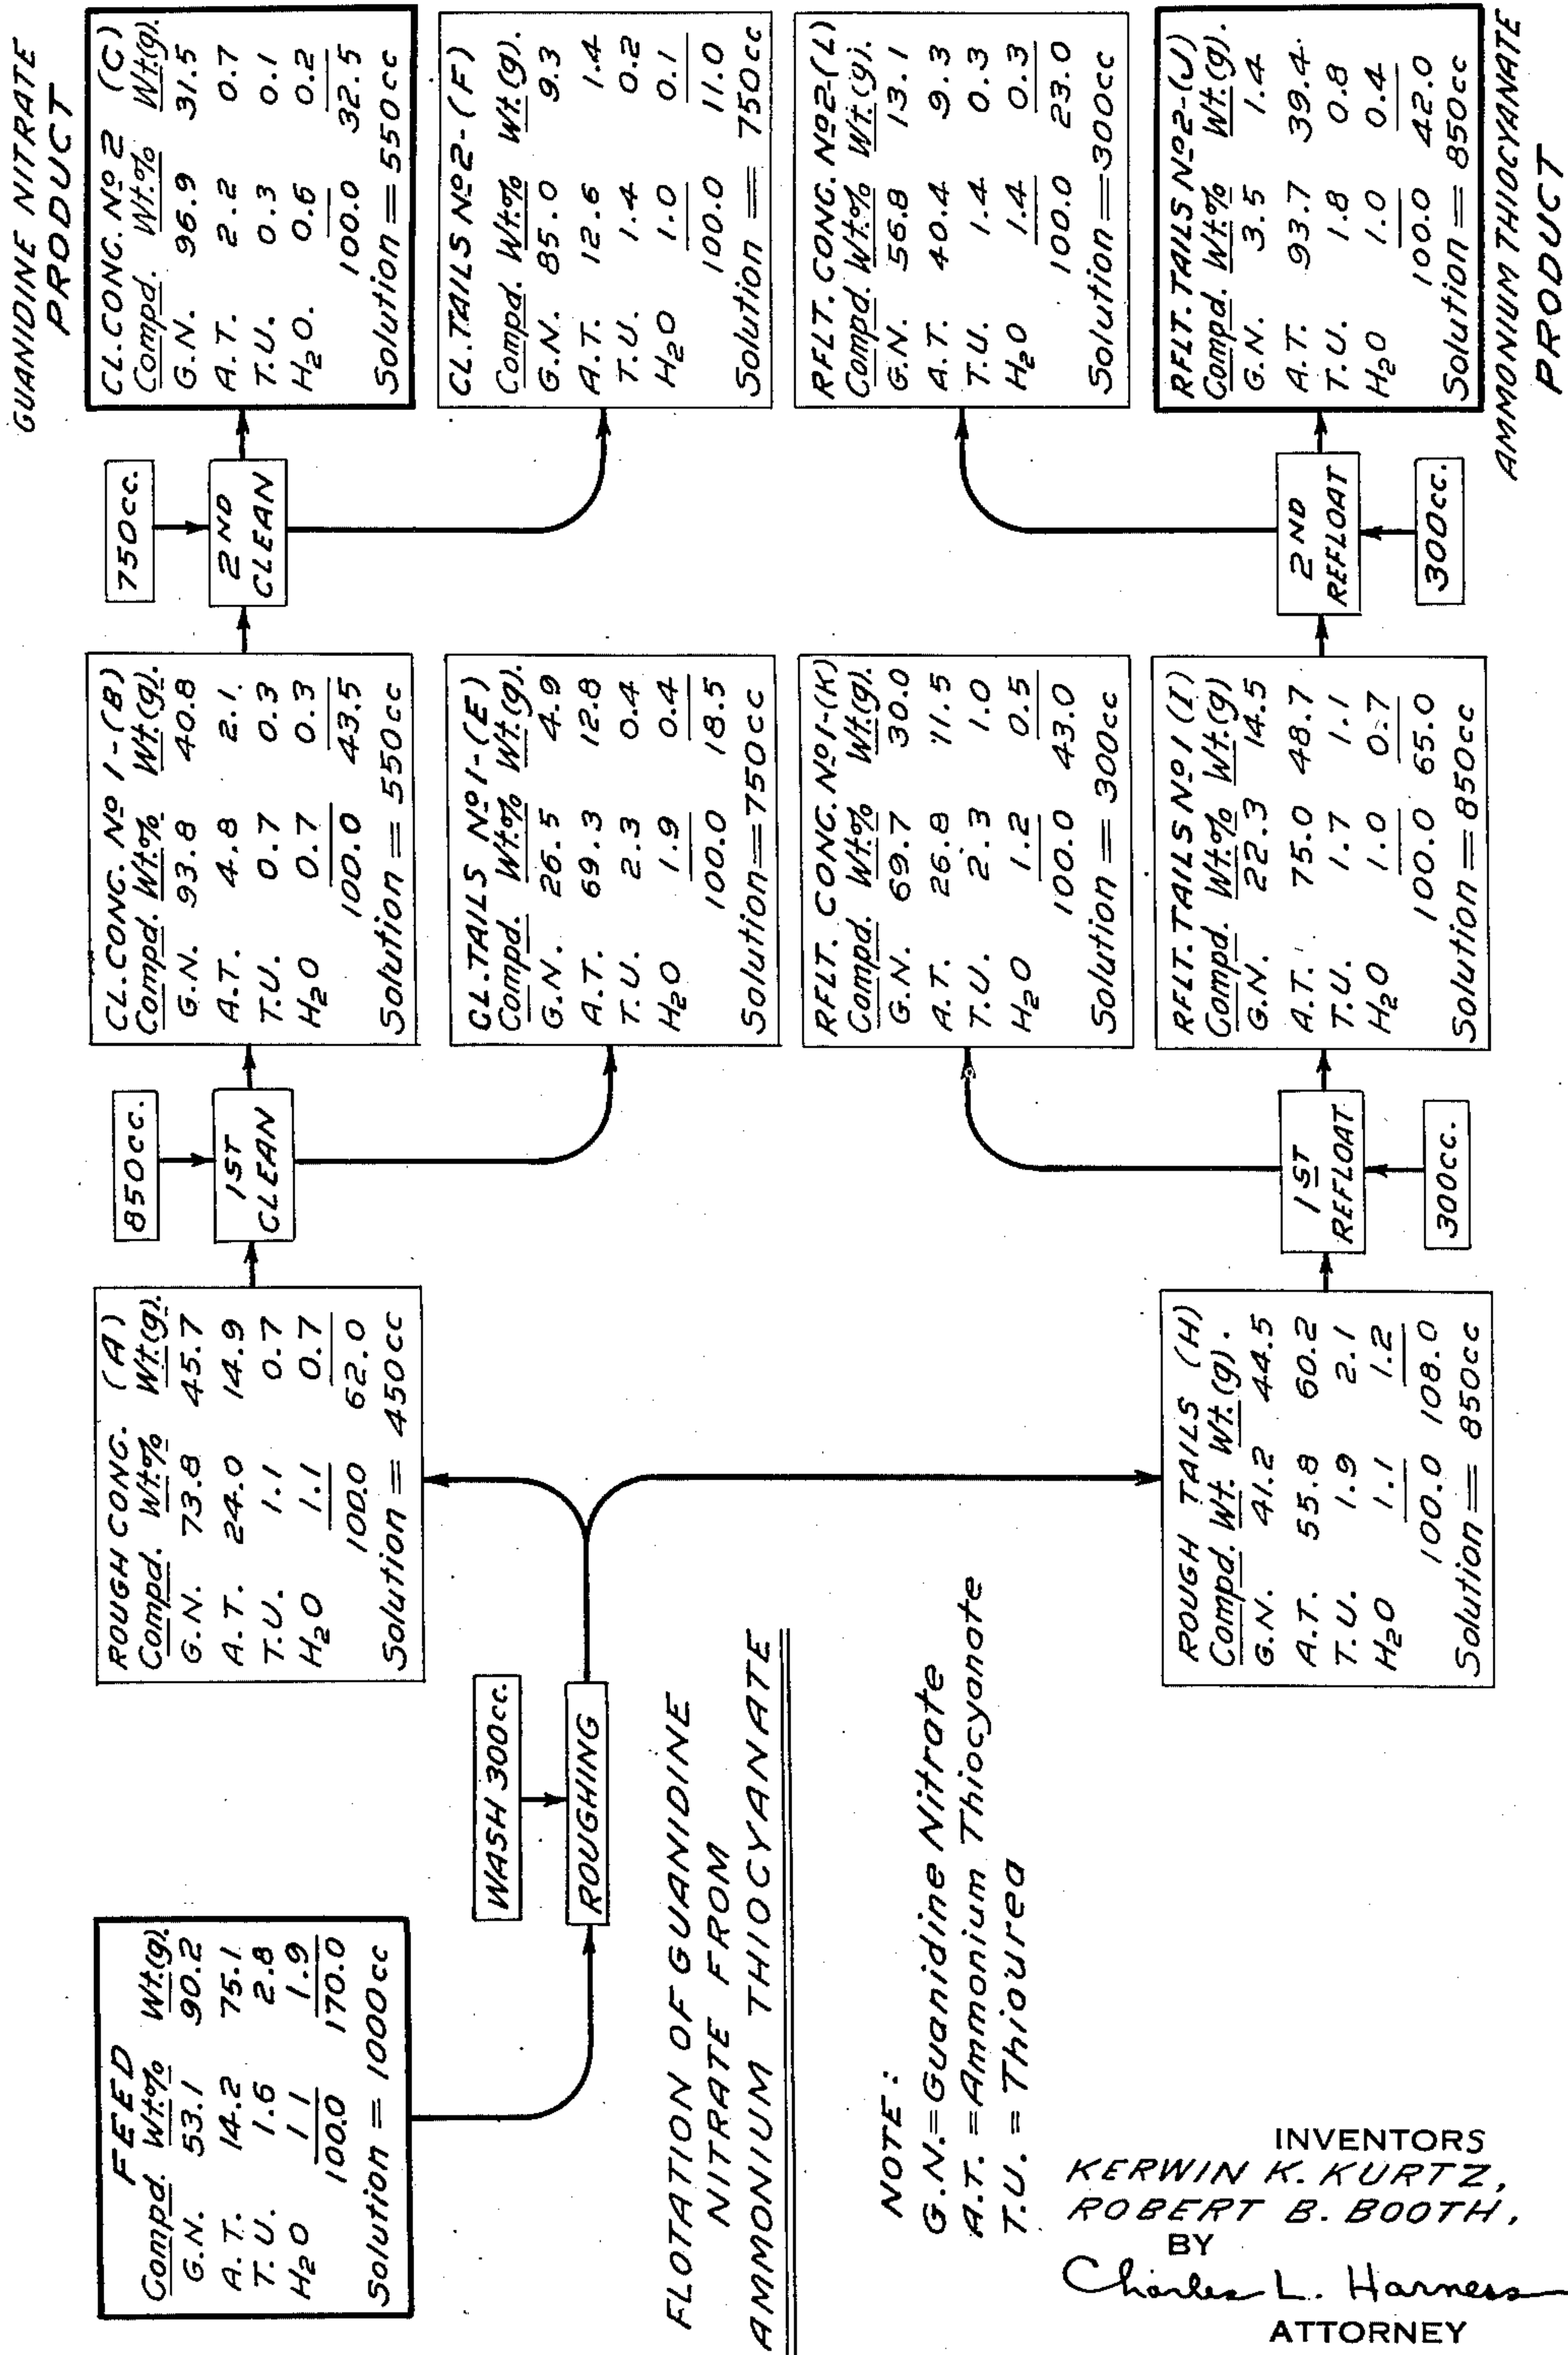 FEED
Compd. Wt.% Wt.(g).
G.N. 53.1 90.2
A.T. 14.2 75.1
T.U. 1.6 2.8
H₂O 1 1 1.9
100.0 170.0
Solution = 1000cc
WASH 300cc.
ROUGHING
ROUGH CONG. (A)
Compd. Wt.% Wt.(g).
G.N. 73.8 45.7
A.T. 24.0 14.9
T.U. 1.1 0.7
H₂O 1.1 0.7
100.0 62.0
Solution = 450cc
850cc.
1ST
CLEAN
CL.CONG. Nº 1-(B)
Compd. Wt.% Wt.(g).
G.N. 93.8 40.8
A.T. 4.8 2.1.
T.U. 0.7 0.3
H₂O 0.7 0.3
100.0 43.5
Solution = 550cc
CL.TAILS Nº1-(E)
Compd. Wt.% Wt.(g).
G.N. 26.5 4.9
A.T. 69.3 12.8
T.U. 2.3 0.4
H₂O 1.9 0.4
100.0 18.5
Solution=750cc
750cc.
2ND
CLEAN
GUANIDINE NITRATE
PRODUCT
CL.CONG. Nº 2 (C)
Compd. Wt.% Wt.(g).
G.N. 96.9 31.5
A.T. 2.2 0.7
T.U. 0.3 0.1
H₂O. 0.6 0.2
100.0 32.5
Solution = 550cc
CL.TAILS Nº2-(F)
Compd. Wt.% Wt.(g).
G.N. 85.0 9.3
A.T. 12.6 1.4
T.U. 1.4 0.2
H₂O 1.0 0.1
100.0 11.0
Solution = 750cc
ROUGH TAILS (H)
Compd. Wt. Wt.(g).
G.N. 41.2 44.5
A.T. 55.8 60.2
T.U. 1.9 2.1
H₂O 1.1 1.2
100.0 108.0
Solution = 850cc
1ST
REFLOAT
300cc.
RFLT. CONG. Nº1-(K)
Compd. Wt.% Wt.(g).
G.N. 69.7 30.0
A.T. 26.8 11.5
T.U. 2.3 1.0
H₂O 1.2 0.5
100.0 43.0
Solution = 300cc
RFLT.TAILS Nº1 (I)
Compd. Wt.% Wt.(g)
G.N. 22.3 14.5
A.T. 75.0 48.7
T.U. 1.7 1.1
H₂O 1.0 0.7
100.0 65.0
Solution = 850cc
2ND
REFLOAT
300cc.
RFLT. CONG. Nº2-(L)
Compd. Wt.% Wt.(g).
G.N. 56.8 13.1
A.T. 40.4 9.3
T.U. 1.4 0.3
H₂O 1.4 0.3
100.0 23.0
Solution=300cc
RFLT. TAILS Nº2-(J)
Compd. Wt.% Wt.(g).
G.N. 3.5 1.4
A.T. 93.7 39.4
T.U. 1.8 0.8
H₂O 1.0 0.4
100.0 42.0
Solution = 850cc
AMMONIUM THIOCYANATE
PRODUCT
FLOTATION OF GUANIDINE
NITRATE FROM
AMMONIUM THIOCYANATE
NOTE:
G.N.=Guanidine Nitrate
A.T. =Ammonium Thiocyanate
T.U. = Thiourea
INVENTORS
KERWIN K. KURTZ,
ROBERT B. BOOTH,
BY
Charles L. Harness
ATTORNEY